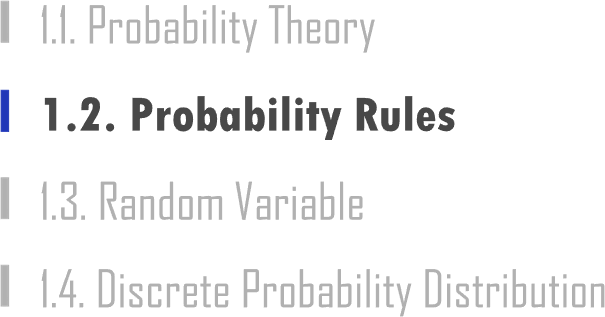 1.1. Probability Theory
1.2. Probability Rules
1.3. Random Variable
1.4. Discrete Probability Distribution